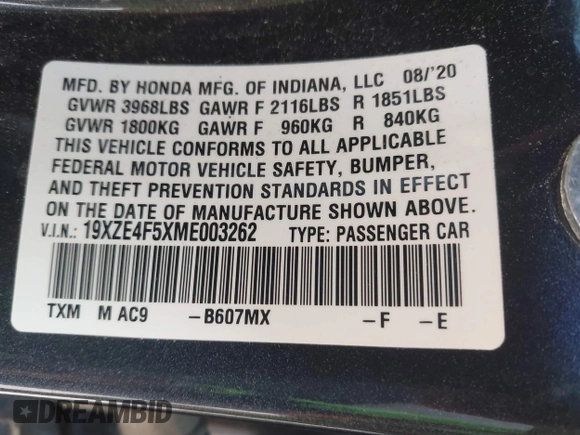 MFD. BY HONDA MFG. OF INDIANA, LLC 08/'20
GVWR 3968LBS GAWR F 2116LBS R 1851LBS
GVWR 1800KG GAWR F 960KG R 840KG
THIS VEHICLE CONFORMS TO ALL APPLICABLE
FEDERAL MOTOR VEHICLE SAFETY, BUMPER,
AND THEFT PREVENTION STANDARDS IN EFFECT
ON THE DATE OF MANUFACTURE SHOWN ABOVE.
V.I.N.: 19XZE4F5XME003262 TYPE: PASSENGER CAR
TXM M AC9 –B607MX –F –E
DREAMBID